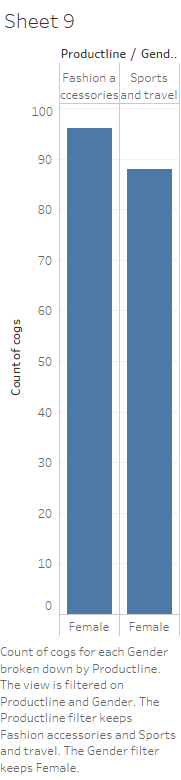 Sheet 9
Productline / Gend..
Fashion a Sports
ccessories and travel
100
90
80
70
60
50
40
30
20
10
0
Count of cogs
Female Female
Count of cogs for each Gender
broken down by Productline.
The view is filtered on
Productline and Gender. The
Productline filter keeps
Fashion accessories and Sports
and travel. The Gender filter
keeps Female.